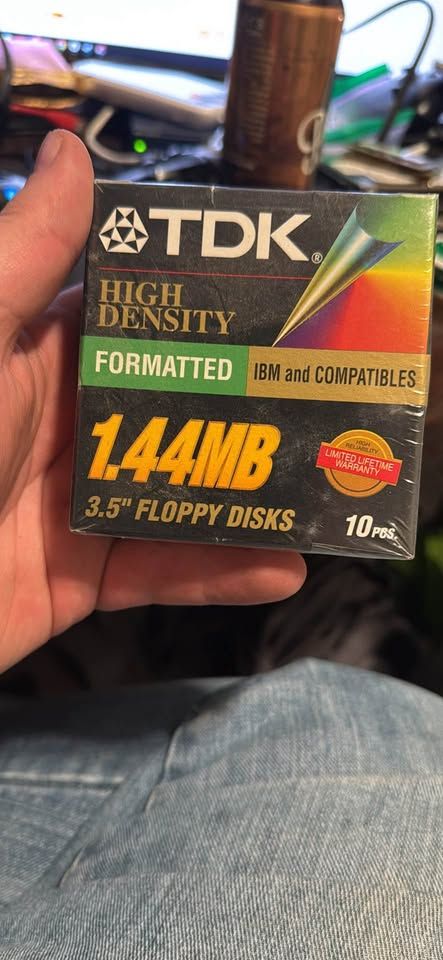 TDK®
HIGH
DENSITY
FORMATTED
IBM and COMPATIBLES
1.44MB
HIGH
RELIABILITY
LIMITED LIFETIME
WARRANTY
3.5" FLOPPY DISKS
10 PCS.